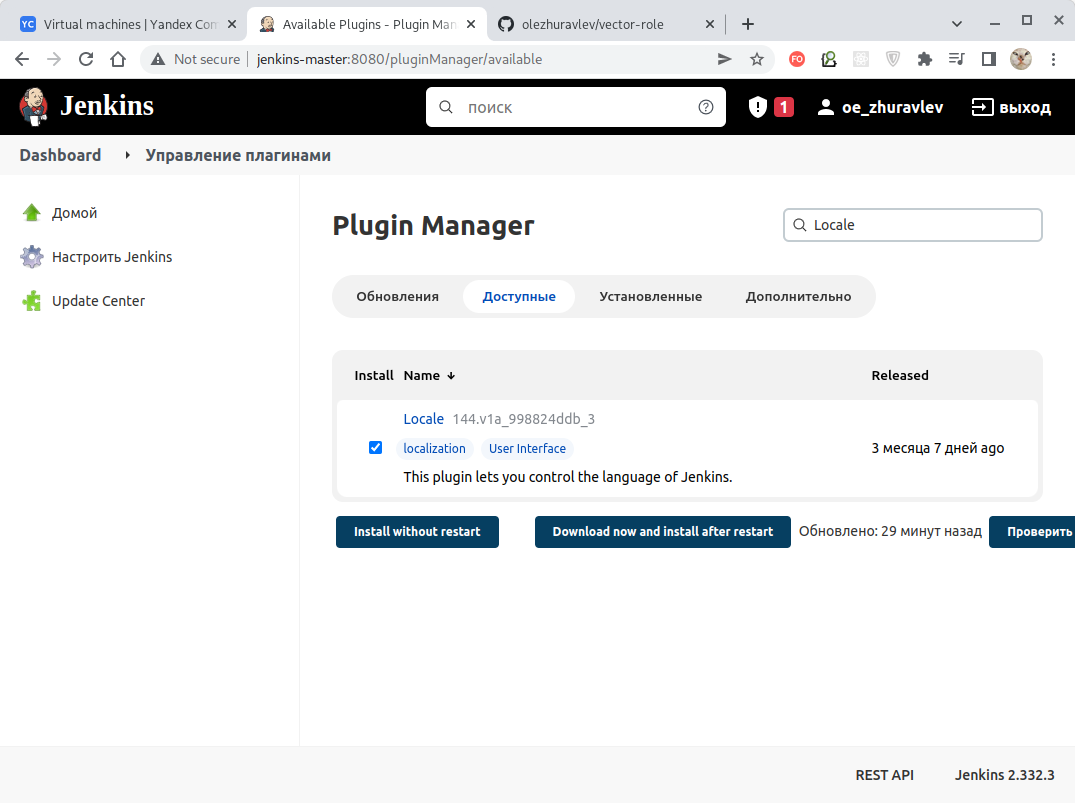 YC Virtual machines | Yandex Com
Available Plugins - Plugin Man
olezhuravlev/vector-role
Not secure jenkins-master:8080/pluginManager/available
FO
Jenkins
поиск
1
oe_zhuravlev
выход
Dashboard
Управление плагинами
Домой
Настроить Jenkins
Update Center
Plugin Manager
Locale
Обновления Доступные Установленные Дополнительно
Install Name ↓ Released
Locale 144.v1a_998824ddb_3
localization User Interface
3 месяца 7 дней ago
This plugin lets you control the language of Jenkins.
Install without restart Download now and install after restart Обновлено: 29 минут назад Проверить
REST API Jenkins 2.332.3